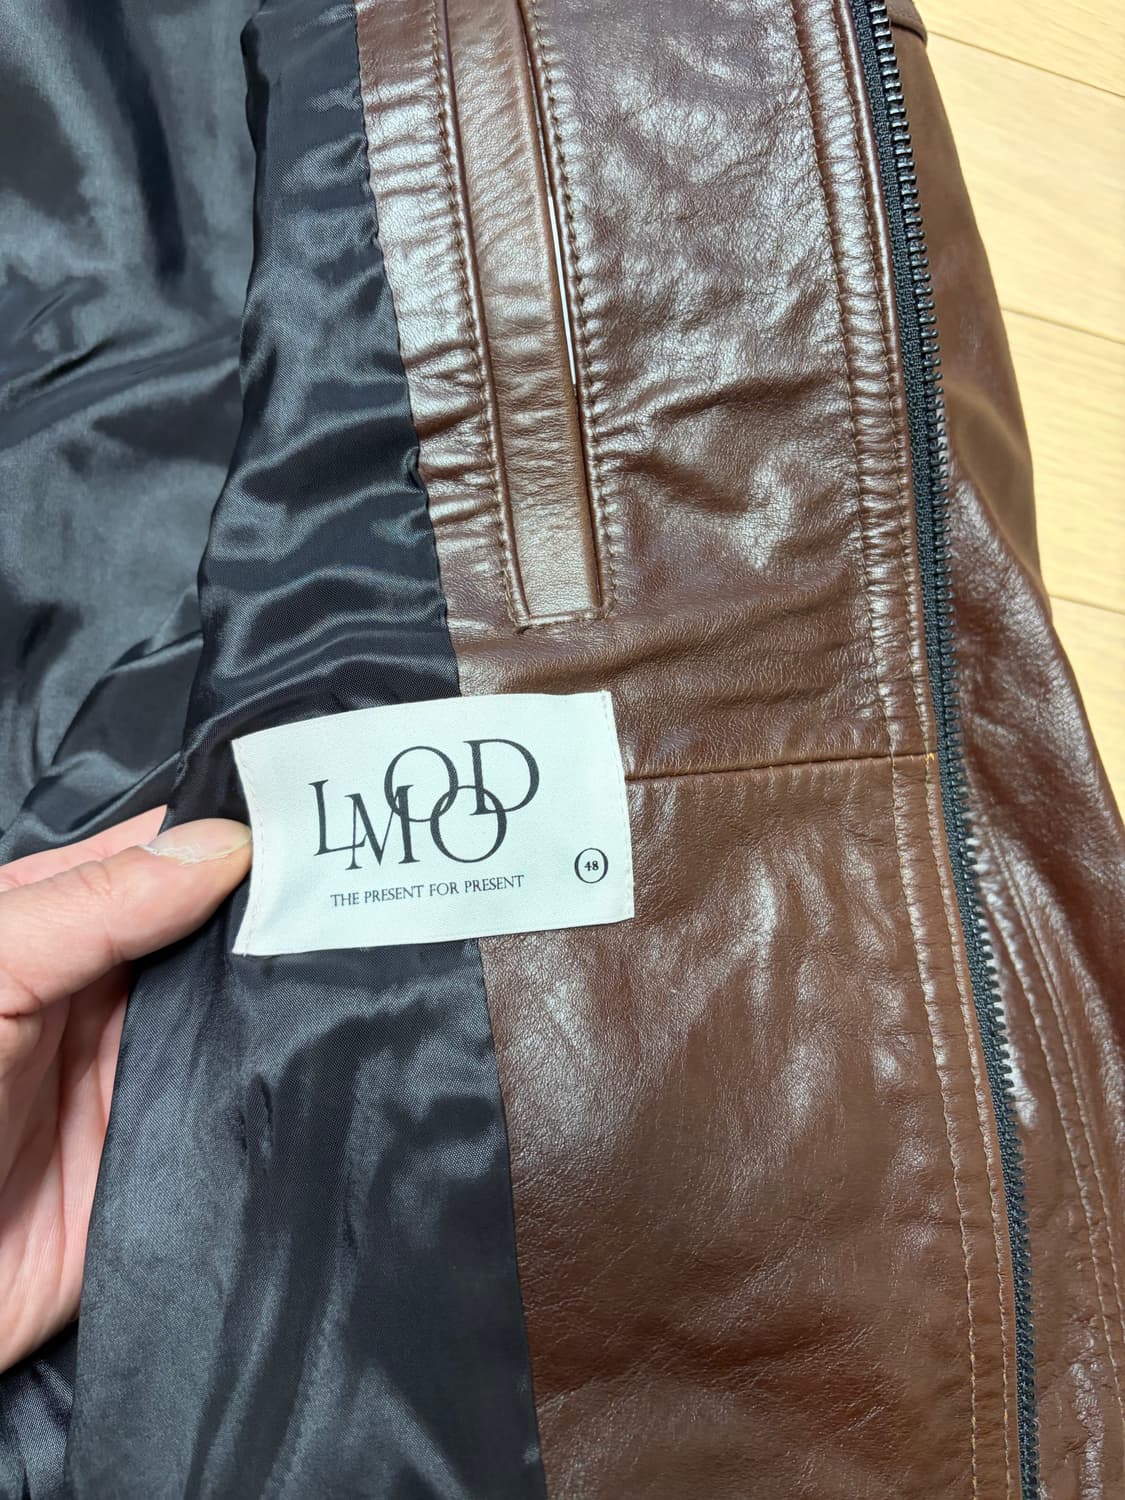 LMOOD
THE PRESENT FOR PRESENT
48